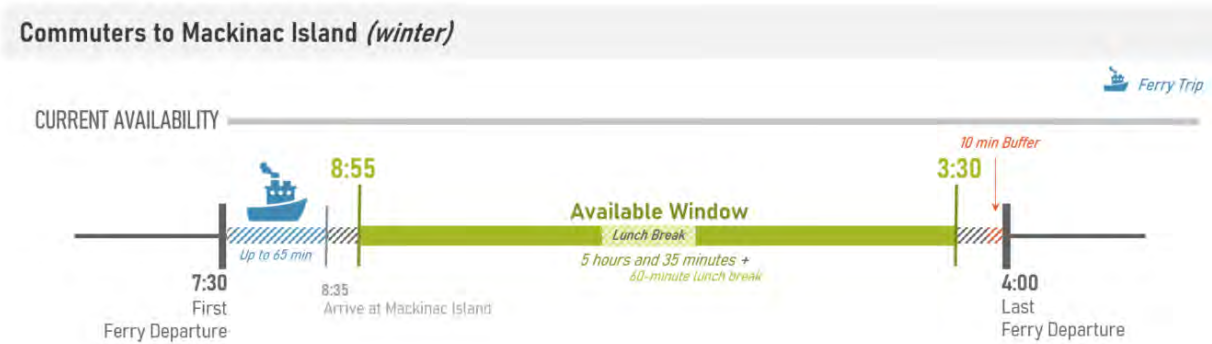 Commuters to Mackinac Island (winter)
Ferry Trip
CURRENT AVAILABILITY
10 min Buffer
8:55
3:30
Available Window
Lunch Break
Up to 65 min
5 hours and 35 minutes +
60-minute lunch break
7:30
First
Ferry Departure
8:35
Arrive at Mackinac Island
4:00
Last
Ferry Departure